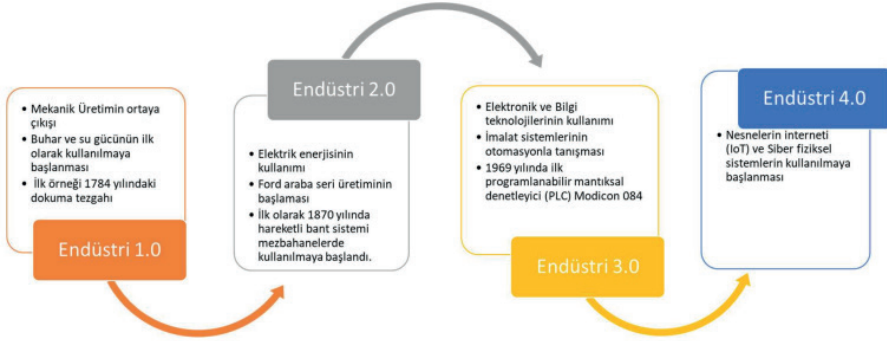 • Mekanik Üretimin ortaya
çıkışı
• Buhar ve su gücünün ilk
olarak kullanılmaya
başlanması
• İlk örneği 1784 yılındaki
dokuma tezgahı
Endüstri 1.0
Endüstri 2.0
• Elektrik enerjisinin
kullanımı
• Ford araba seri üretiminin
başlaması
• İlk olarak 1870 yılında
hareketli bant sistemi
mezbahanelerde
kullanılmaya başlandı.
• Elektronik ve Bilgi
teknolojilerinin kullanımı
• İmalat sistemlerinin
otomasyonla tanışması
• 1969 yılında ilk
programlanabilir mantıksal
denetleyici (PLC) Modicon 084
Endüstri 3.0
Endüstri 4.0
• Nesnelerin interneti
(IoT) ve Siber fiziksel
sistemlerin kullanılmaya
başlanması